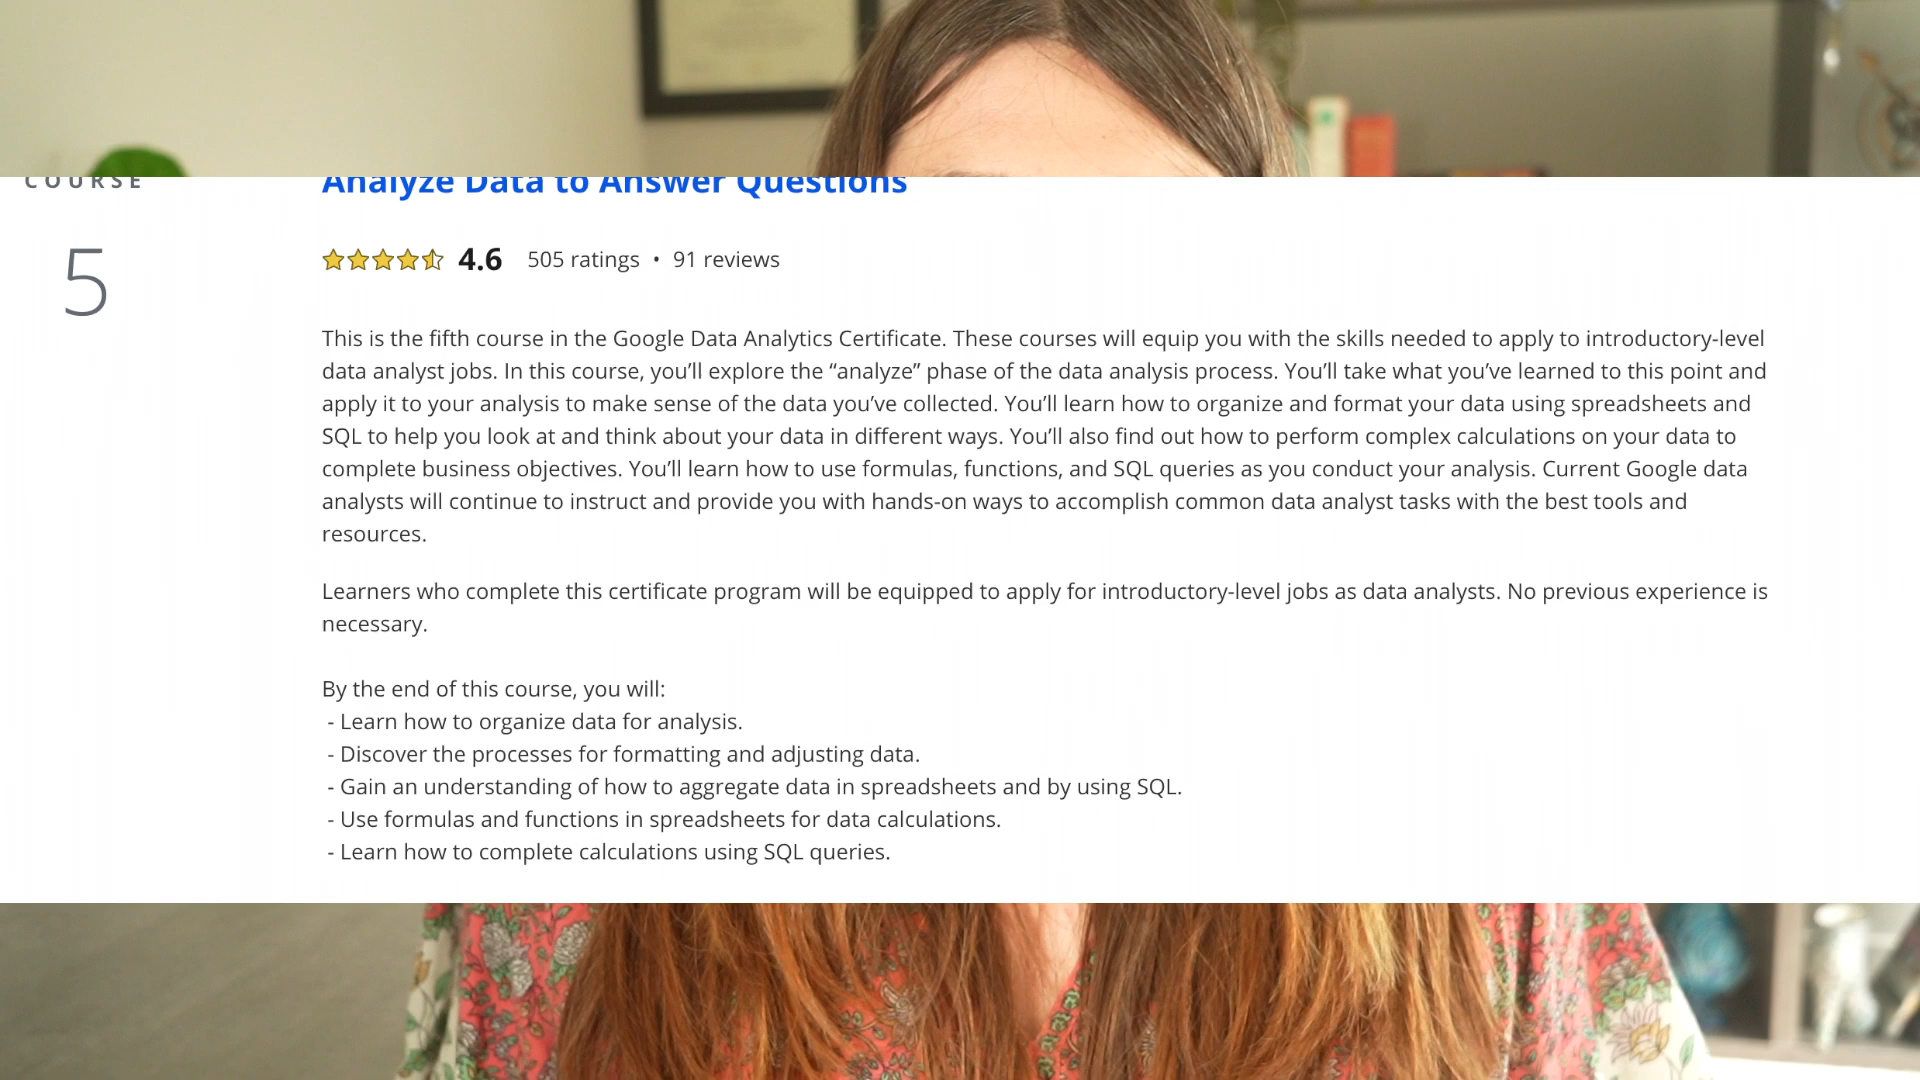 COURSE
Analyze Data to Answer Questions
5
4.6 505 ratings • 91 reviews
This is the fifth course in the Google Data Analytics Certificate. These courses will equip you with the skills needed to apply to introductory-level
data analyst jobs. In this course, you’ll explore the “analyze” phase of the data analysis process. You’ll take what you’ve learned to this point and
apply it to your analysis to make sense of the data you’ve collected. You’ll learn how to organize and format your data using spreadsheets and
SQL to help you look at and think about your data in different ways. You’ll also find out how to perform complex calculations on your data to
complete business objectives. You’ll learn how to use formulas, functions, and SQL queries as you conduct your analysis. Current Google data
analysts will continue to instruct and provide you with hands-on ways to accomplish common data analyst tasks with the best tools and
resources.
Learners who complete this certificate program will be equipped to apply for introductory-level jobs as data analysts. No previous experience is
necessary.
By the end of this course, you will:
- Learn how to organize data for analysis.
- Discover the processes for formatting and adjusting data.
- Gain an understanding of how to aggregate data in spreadsheets and by using SQL.
- Use formulas and functions in spreadsheets for data calculations.
- Learn how to complete calculations using SQL queries.